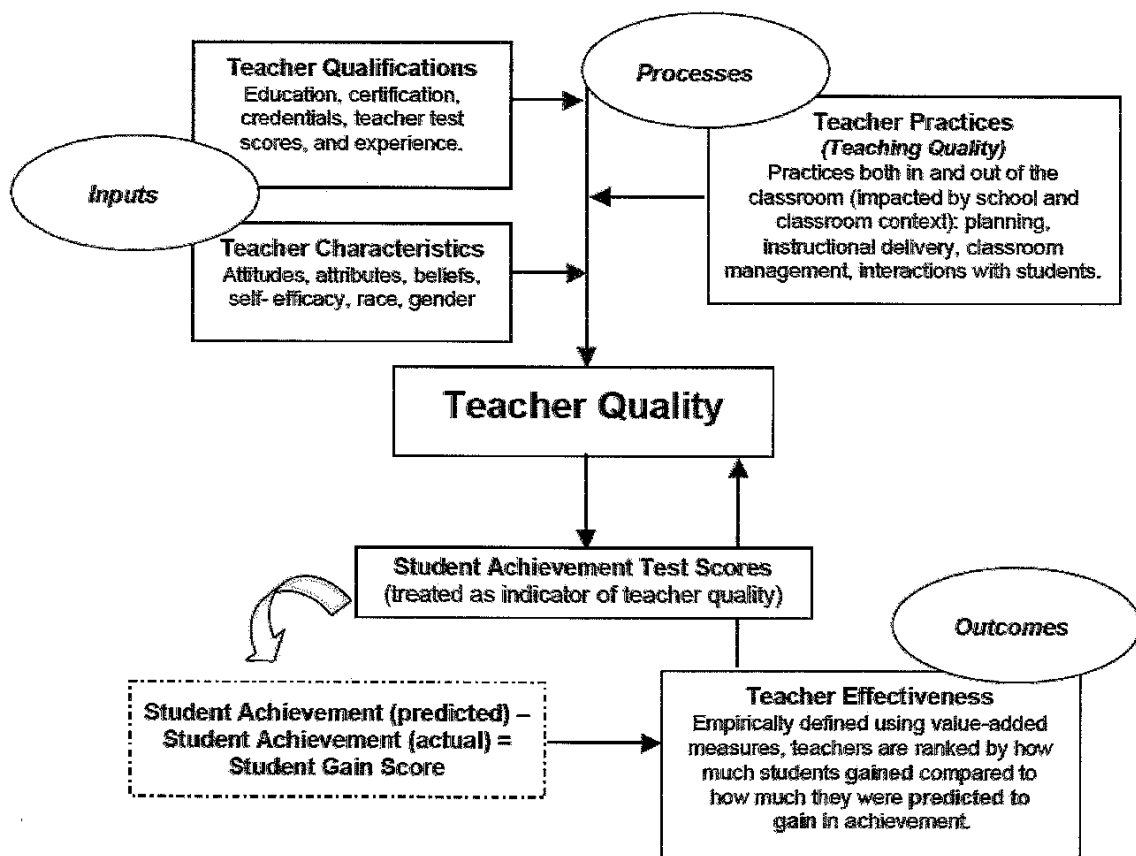 Teacher Qualifications
Education, certification,
credentials, teacher test
scores, and experience.
Processes
Teacher Practices
(Teaching Quality)
Practices both in and out of the
classroom (impacted by school and
classroom context): planning,
instructional delivery, classroom
management, interactions with students.
Inputs
Teacher Characteristics
Attitudes, attributes, beliefs,
self- efficacy, race, gender
Teacher Quality
Student Achievement Test Scores
(treated as indicator of teacher quality)
Outcomes
Student Achievement (predicted) –
Student Achievement (actual) =
Student Gain Score
Teacher Effectiveness
Empirically defined using value-added
measures, teachers are ranked by how
much students gained compared to
how much they were predicted to
gain in achievement.